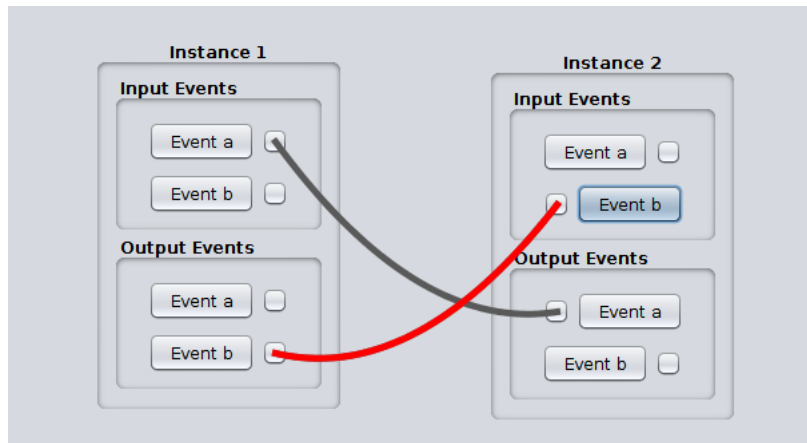 Instance 1
Input Events
Event a
Event b
Output Events
Event a
Event b
Instance 2
Input Events
Event a
Event b
Output Events
Event a
Event b